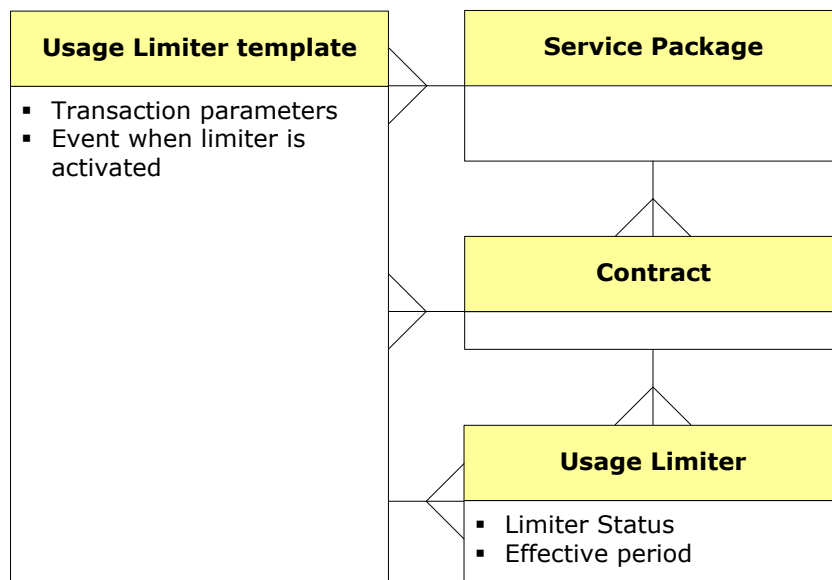 Usage Limiter template
▪ Transaction parameters
▪ Event when limiter is
activated
Service Package
Contract
Usage Limiter
▪ Limiter Status
▪ Effective period